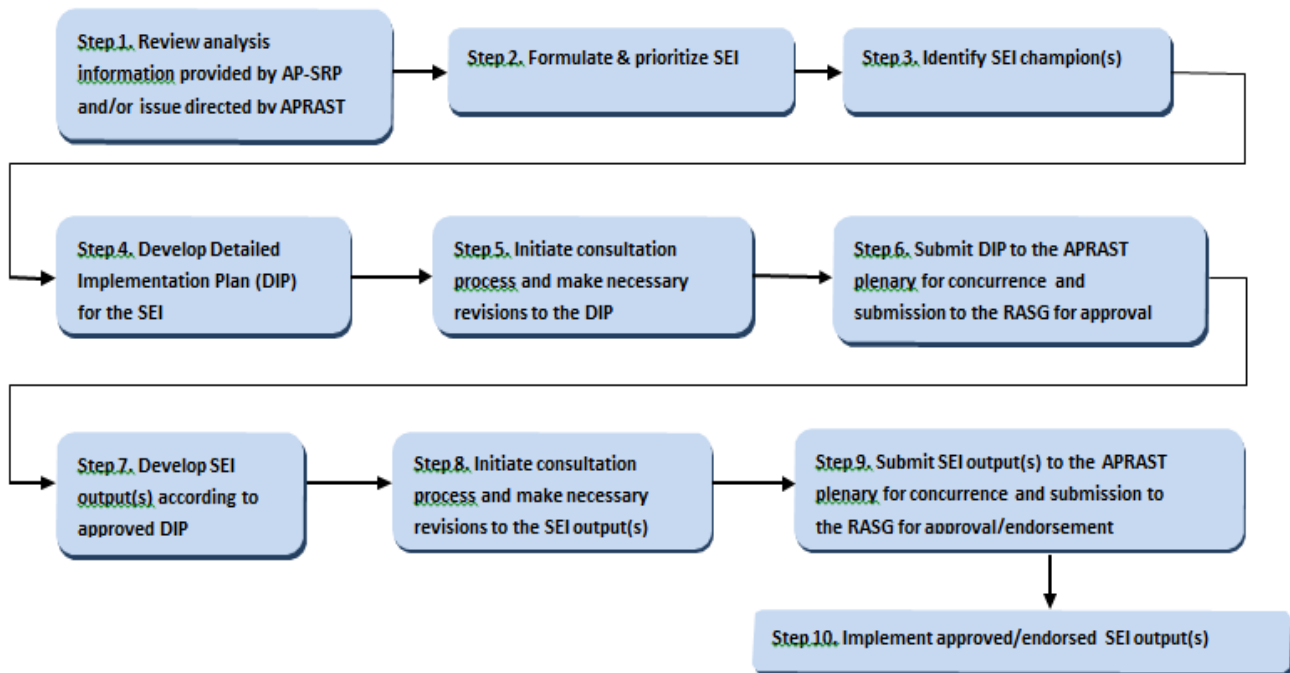 Step 1. Review analysis
information provided by AP-SRP
and/or issue directed by APRAST
Step 2. Formulate & prioritize SEI
Step 3. Identify SEI champion(s)
Step 4. Develop Detailed
Implementation Plan (DIP)
for the SEI
Step 5. Initiate consultation
process and make necessary
revisions to the DIP
Step 6. Submit DIP to the APRAST
plenary for concurrence and
submission to the RASG for approval
Step 7. Develop SEI
output(s) according to
approved DIP
Step 8. Initiate consultation
process and make necessary
revisions to the SEI output(s)
Step 9. Submit SEI output(s) to the APRAST
plenary for concurrence and submission to
the RASG for approval/endorsement
Step 10. Implement approved/endorsed SEI output(s)